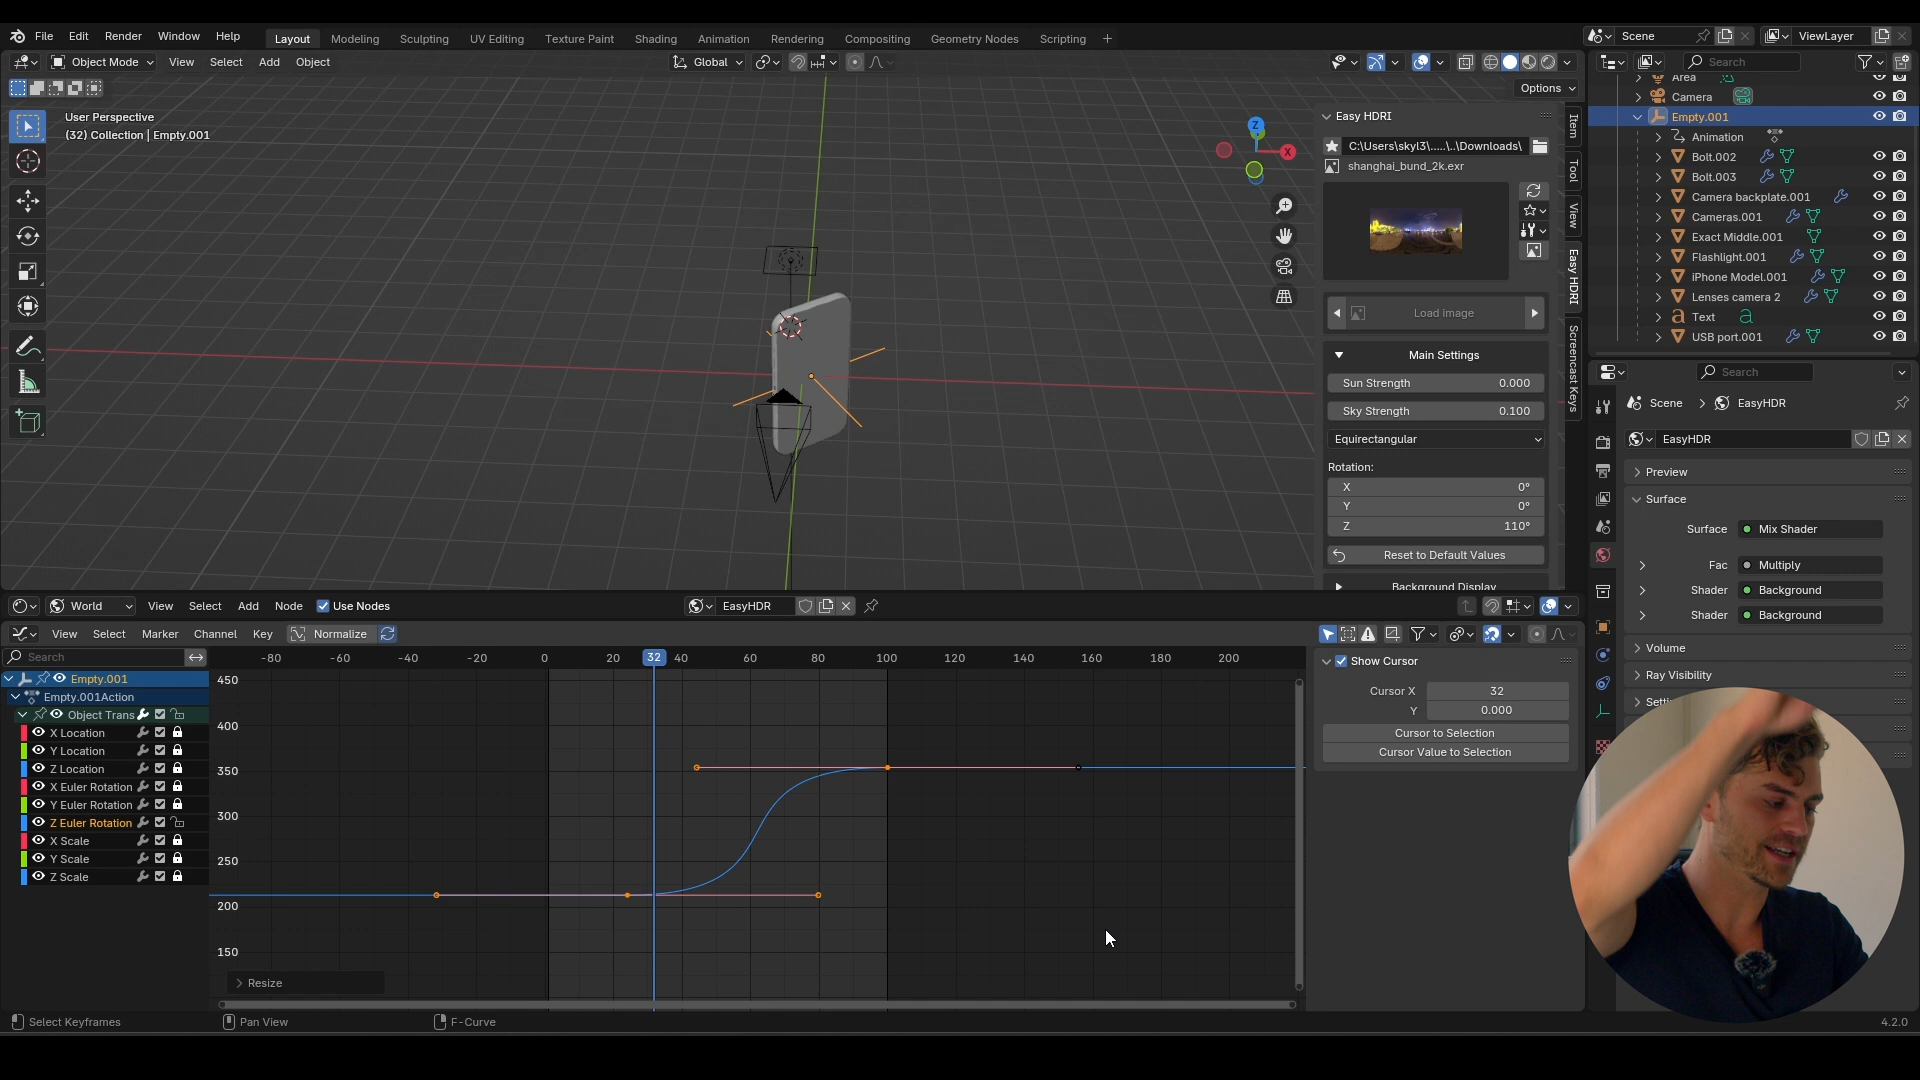 File Edit Render Window Help Layout Modeling Sculpting UV Editing Texture Paint Shading Animation Rendering Compositing Geometry Nodes Scripting + Scene ViewLayer
Object Mode View Select Add Object Global Search
Options
User Perspective
(32) Collection | Empty.001
Z
X
Easy HDRI
C:\Users\skyl3\.....\..\Downloads\
shanghai_bund_2k.exr
Load image
Main Settings
Sun Strength 0.000
Sky Strength 0.100
Equirectangular
Rotation:
X 0°
Y 0°
Z 110°
Reset to Default Values
Background Display
Item
Tool
View
Easy HDRI
Screencast Keys
Area
Camera
Empty.001
Animation
Bolt.002
Bolt.003
Camera backplate.001
Cameras.001
Exact Middle.001
Flashlight.001
iPhone Model.001
Lenses camera 2
Text
USB port.001
Search
Scene > EasyHDR
EasyHDR
Preview
Surface
Surface Mix Shader
Fac Multiply
Shader Background
Shader Background
Volume
Ray Visibility
World View Select Add Node Use Nodes EasyHDR
View Select Marker Channel Key Normalize
Search
-80 -60 -40 -20 0 20 32 40 60 80 100 120 140 160 180 200
Empty.001
Empty.001Action
Object Trans
X Location
Y Location
Z Location
X Euler Rotation
Y Euler Rotation
Z Euler Rotation
X Scale
Y Scale
Z Scale
450
400
350
300
250
200
150
Resize
Show Cursor
Cursor X 32
Y 0.000
Cursor to Selection
Cursor Value to Selection
Select Keyframes Pan View F-Curve 4.2.0